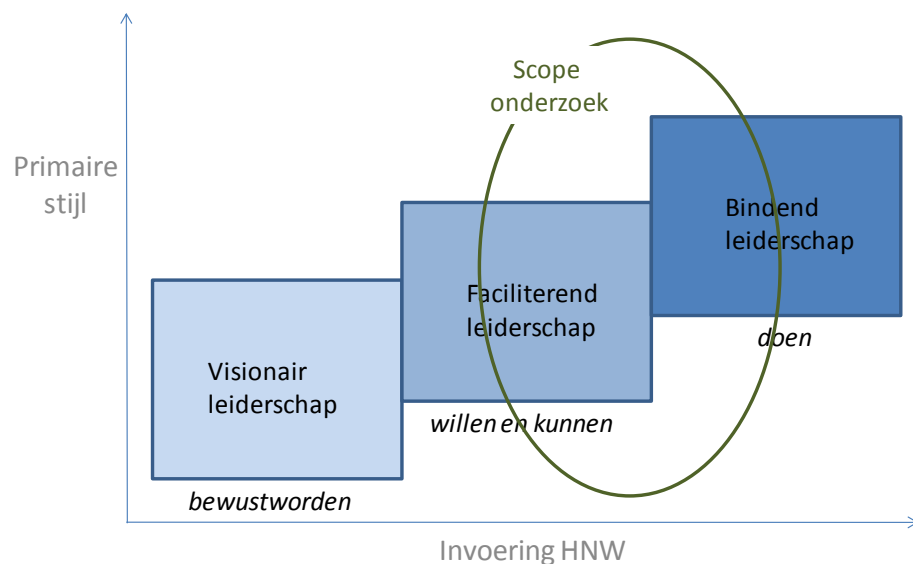 Scope
onderzoek
Primaire
stijl
Bindend
leiderschap
Faciliterend
leiderschap
doen
Visionair
leiderschap
willen en kunnen
bewustworden
Invoering HNW